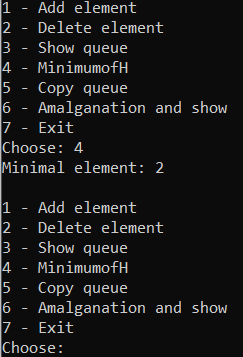 1 - Add element
2 - Delete element
3 - Show queue
4 - MinimumofH
5 - Copy queue
6 - Amalganation and show
7 - Exit
Choose: 4
Minimal element: 2
1 - Add element
2 - Delete element
3 - Show queue
4 - MinimumofH
5 - Copy queue
6 - Amalganation and show
7 - Exit
Choose: